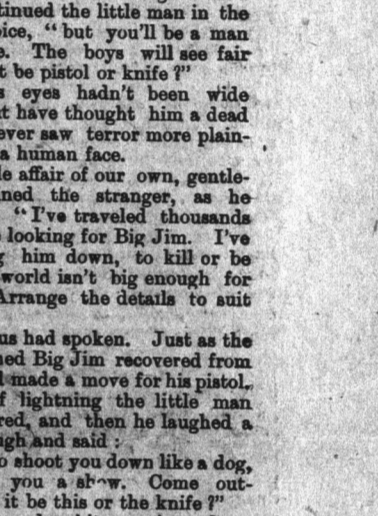 tinued the little man in the
ice, "but you'll be a man
e. The boys will see fair
t be pistol or knife?"
s eyes hadn't been wide
t have thought him a dead
ever saw terror more plain-
a human face.
le affair of our own, gentle-
ned the stranger, as he
"I've traveled thousands
looking for Big Jim. I've
g him down, to kill or be
world isn't big enough for
Arrange the details to suit
us had spoken. Just as the
ned Big Jim recovered from
l made a move for his pistol.
f lightning the little man
red, and then he laughed a
ugh and said:
o shoot you down like a dog,
you a show. Come out-
it be this or the knife?"